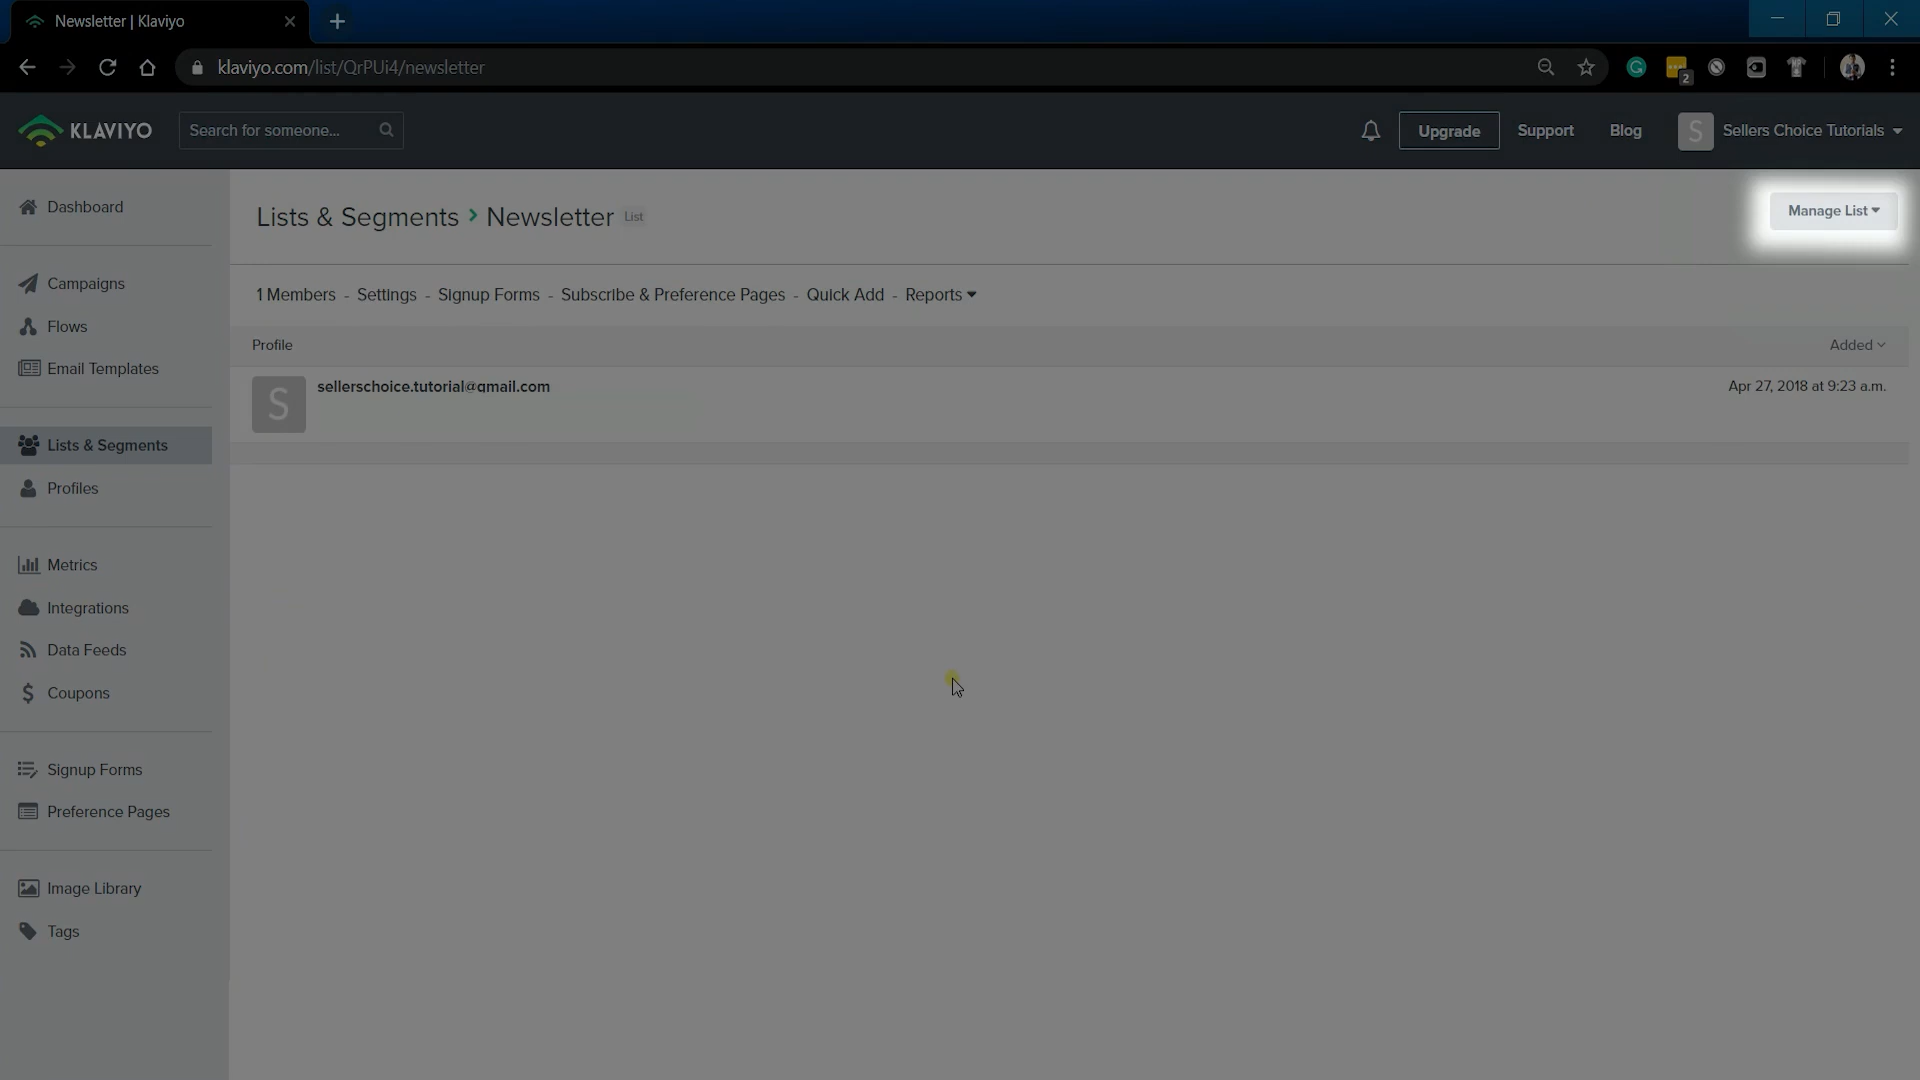 Newsletter | Klaviyo
klaviyo.com/list/QrPUi4/newsletter
2
KLAVIYO
Search for someone...
Upgrade
Support
Blog
S
Sellers Choice Tutorials
Dashboard
Campaigns
Flows
Email Templates
Lists & Segments
Profiles
Metrics
Integrations
Data Feeds
Coupons
Signup Forms
Preference Pages
Image Library
Tags
Lists & Segments > Newsletter List
Manage List
1 Members - Settings - Signup Forms - Subscribe & Preference Pages - Quick Add - Reports
Profile
Added
S
sellerschoice.tutorial@gmail.com
Apr 27, 2018 at 9:23 a.m.